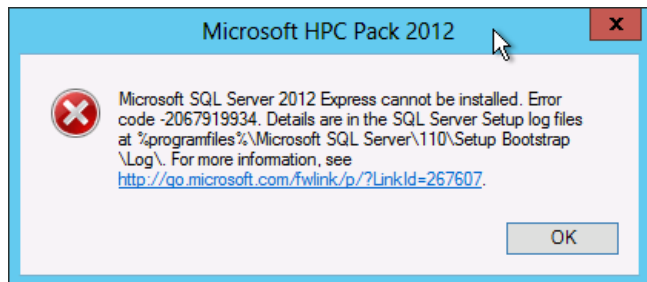 Microsoft HPC Pack 2012
x
Microsoft SQL Server 2012 Express cannot be installed. Error
code -2067919934. Details are in the SQL Server Setup log files
at %programfiles%\Microsoft SQL Server\110\Setup Bootstrap
\Log\. For more information, see
http://go.microsoft.com/fwlink/p/?LinkId=267607.
OK